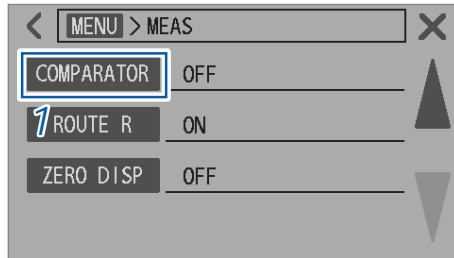 MENU > MEAS
COMPARATOR OFF
1 ROUTE R ON
ZERO DISP OFF